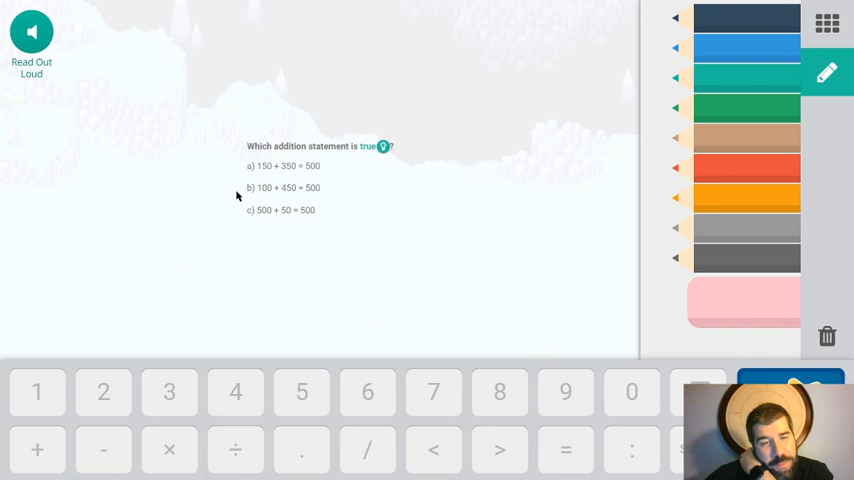 Read Out
Loud
Which addition statement is true?
a) 150 + 350 = 500
b) 100 + 450 = 500
c) 500 + 50 = 500
1 2 3 4 5 6 7 8 9 0
+ - × ÷ . / < > = :